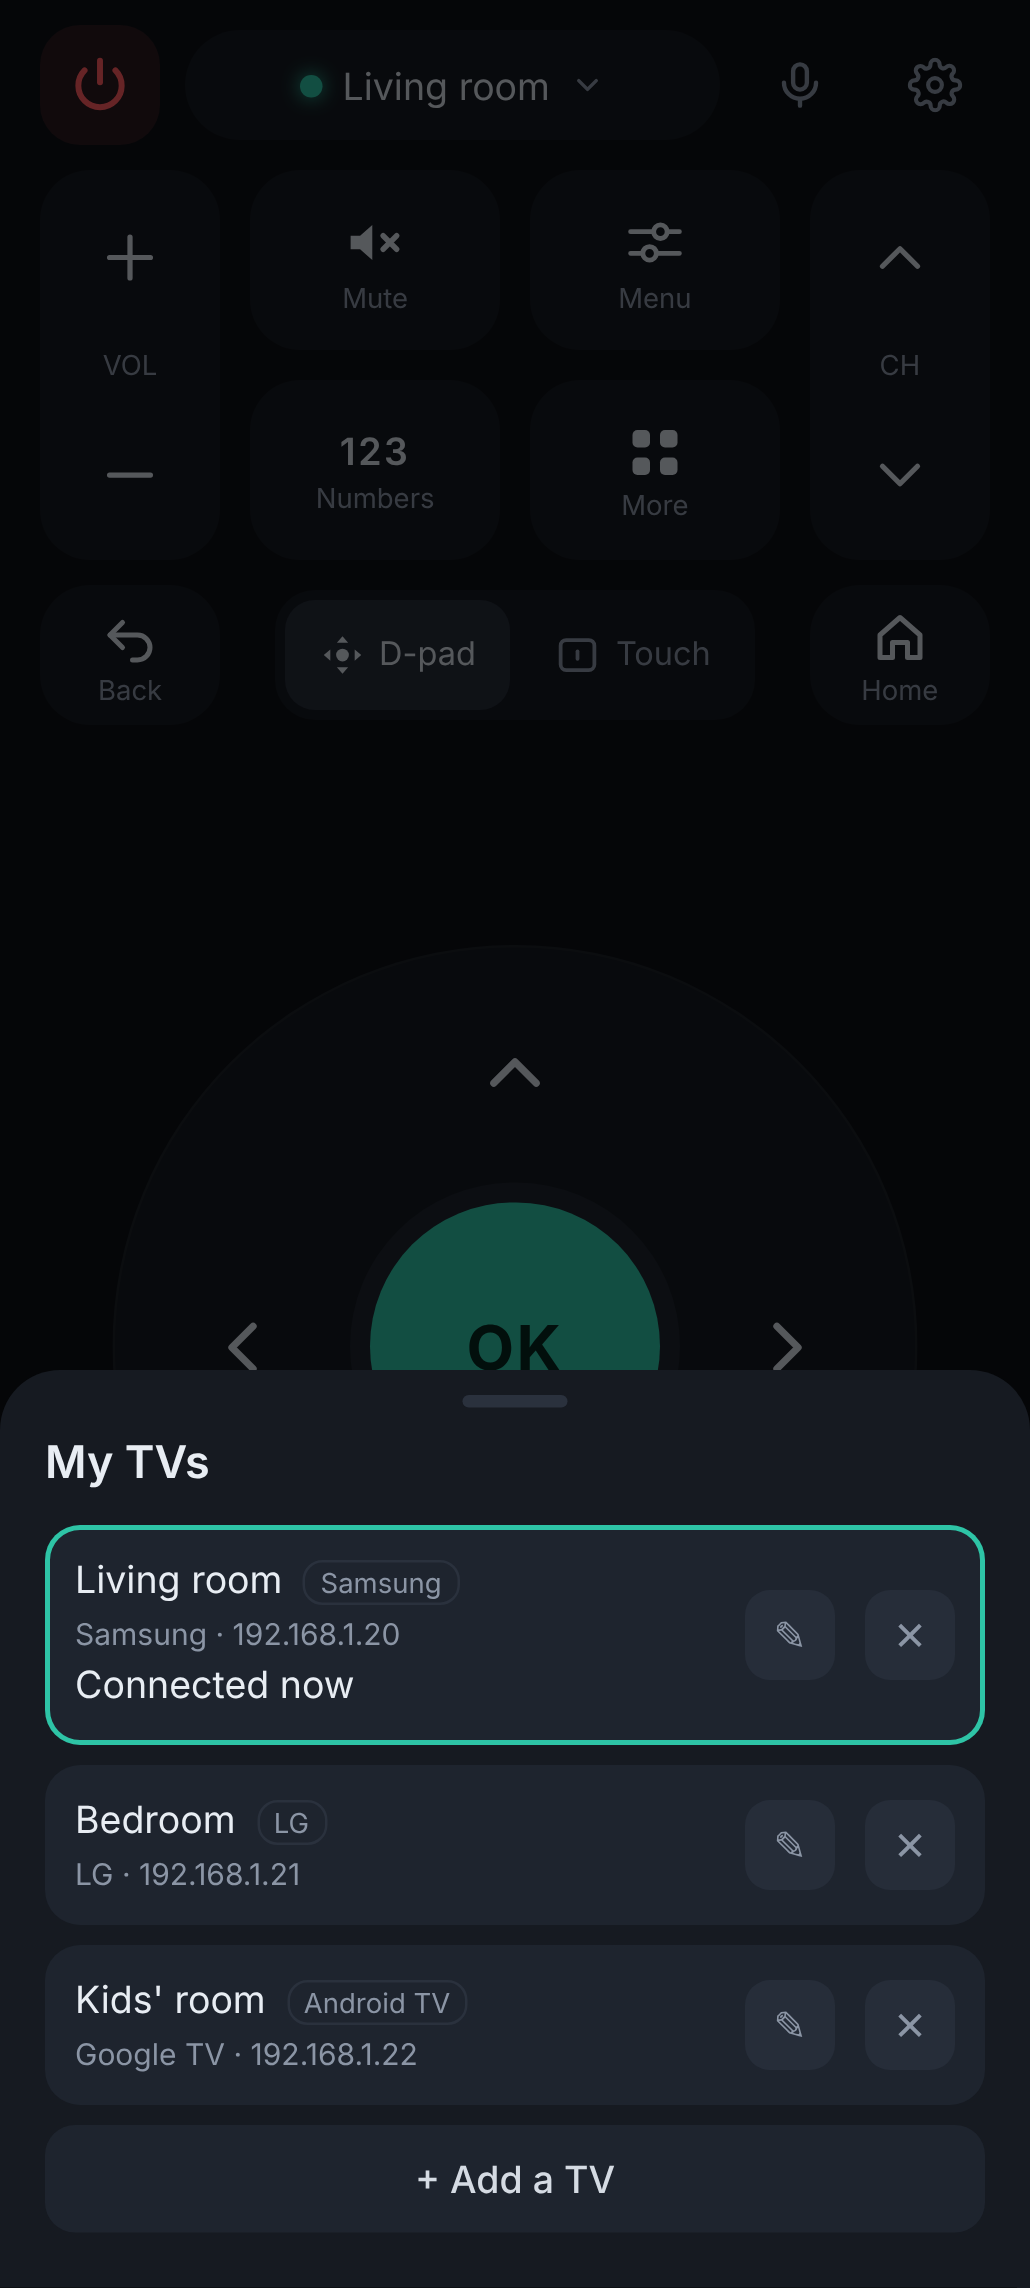 Living room
Mute
Menu
VOL
CH
123
Numbers
More
Back
D-pad
Touch
Home
OK
My TVs
Living room Samsung
Samsung · 192.168.1.20
Connected now
Bedroom LG
LG · 192.168.1.21
Kids' room Android TV
Google TV · 192.168.1.22
+ Add a TV